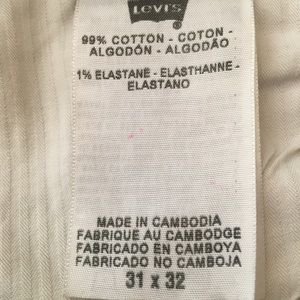 Levi's
99% COTTON - COTON -
ALGODÓN - ALGODÃO
1% ELASTANE - ELASTHANNE -
ELASTANO
MADE IN CAMBODIA
FABRIQUE AU CAMBODGE
FABRICADO EN CAMBOYA
FABRICADO NO CAMBOJA
31 x 32